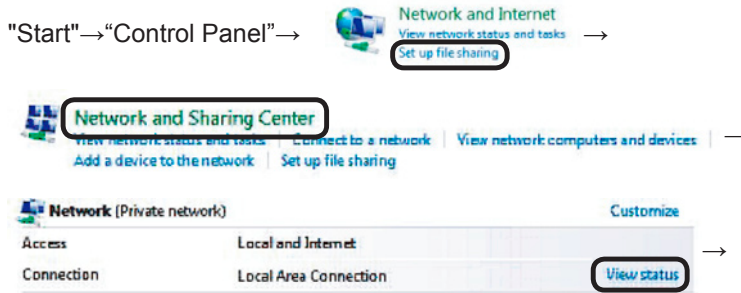 "Start"→“Control Panel”→
Network and Internet
View network status and tasks →
Set up file sharing
Network and Sharing Center
View network status and tasks | Connect to a network | View network computers and devices | →
Add a device to the network | Set up file sharing
Network (Private network) Customize
Access Local and Internet
→
Connection Local Area Connection View status